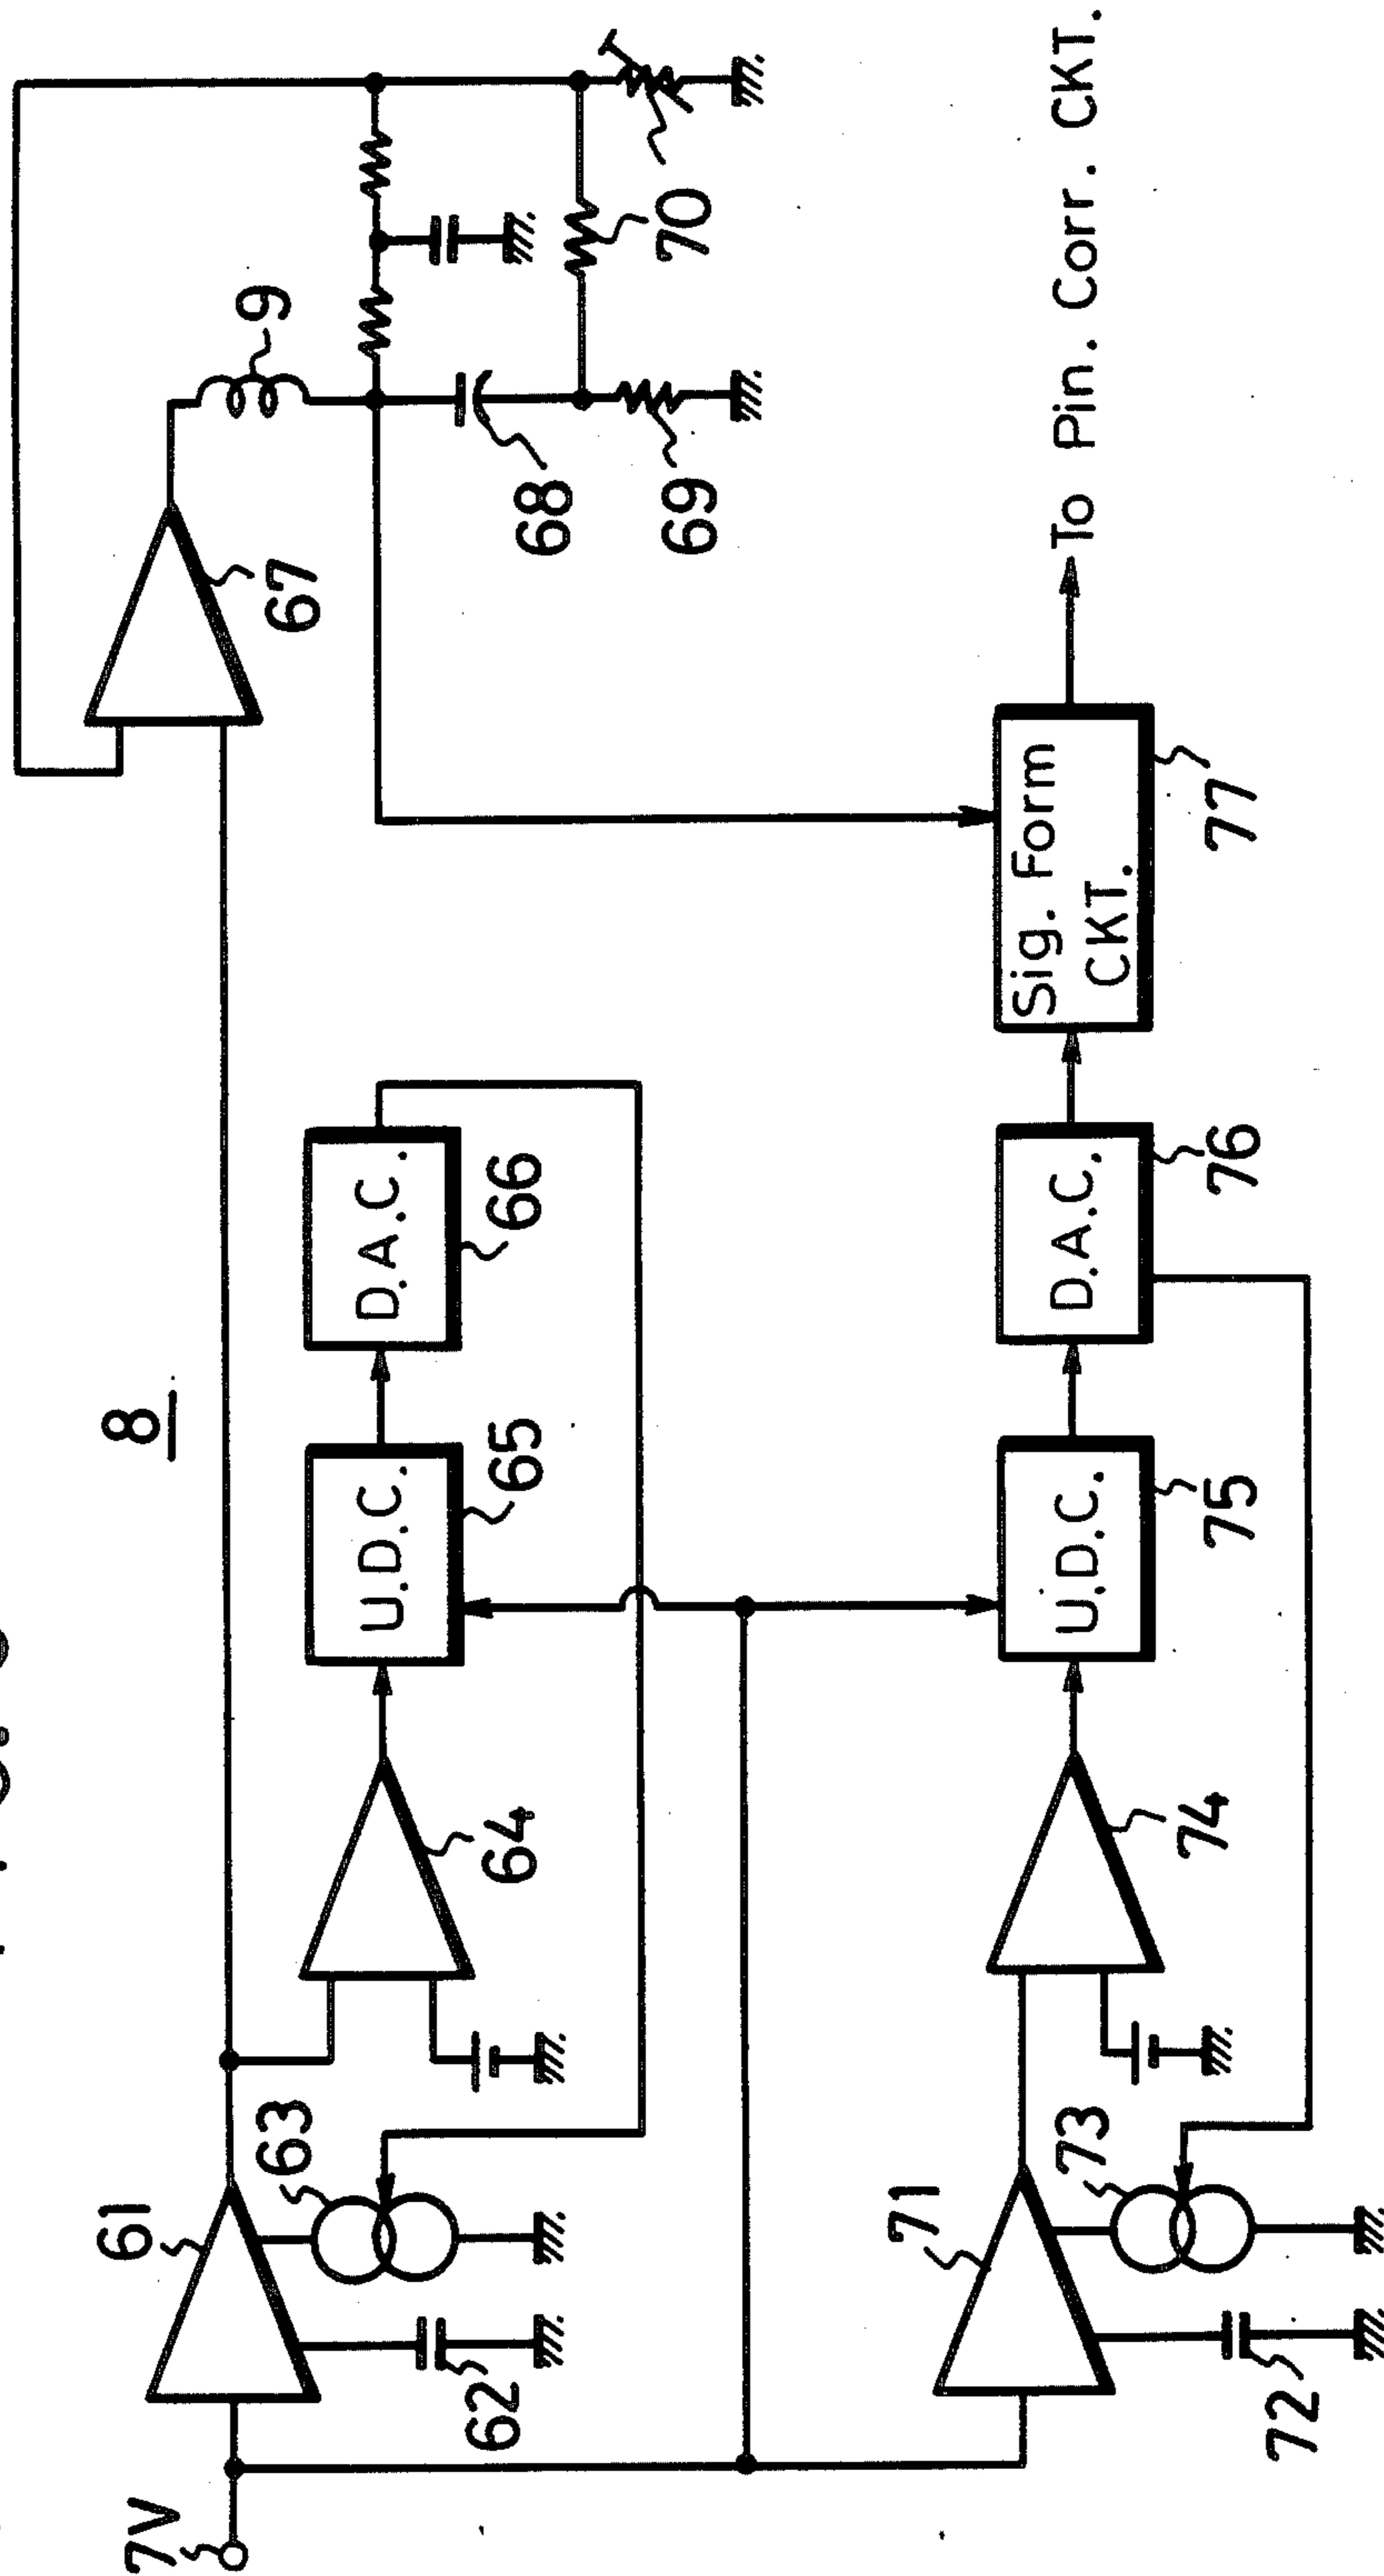 8
7V
61
63
62
64
U.D.C.
65
D.A.C.
66
67
9
68
69
70
71
73
72
74
U.D.C.
75
D.A.C.
76
Sig. Form
CKT.
77
To Pin. Corr. CKT.